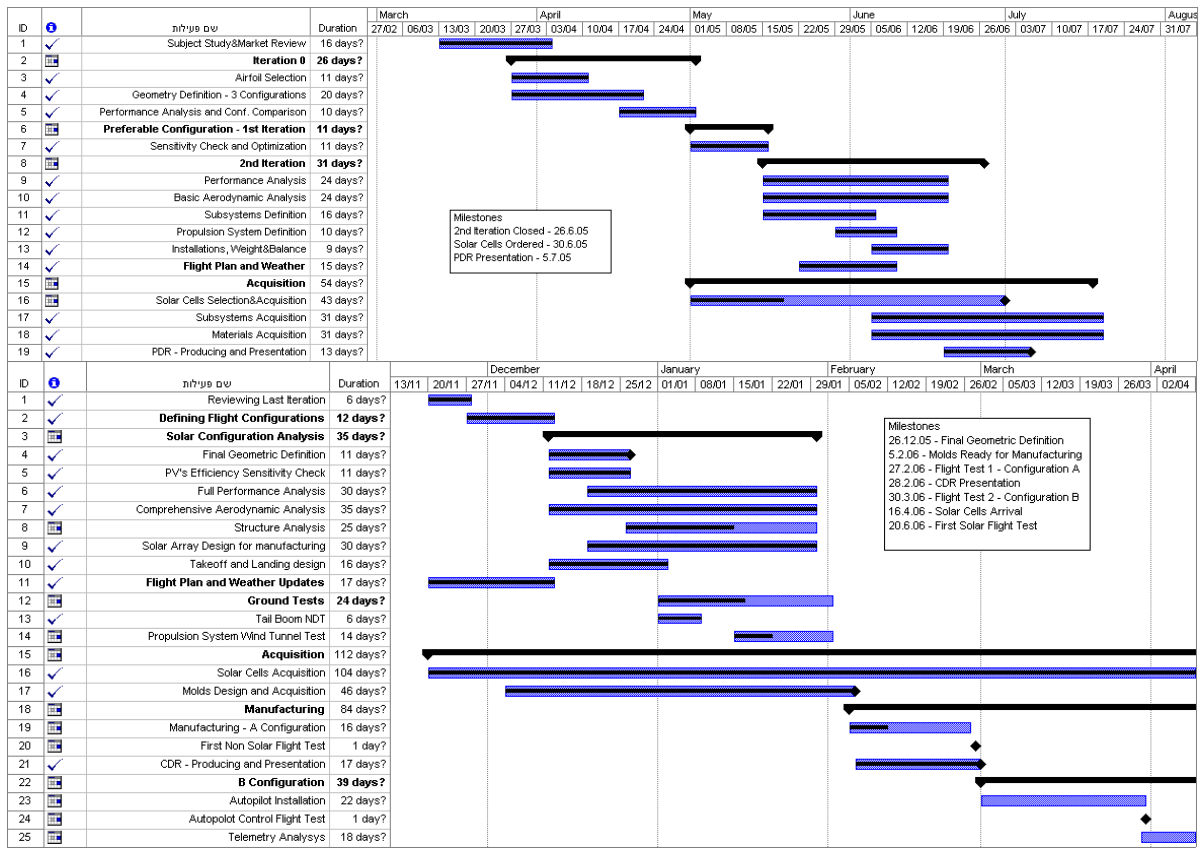 March April May June July Augus
ID שם פעילות Duration 27/02 06/03 13/03 20/03 27/03 03/04 10/04 17/04 24/04 01/05 08/05 15/05 22/05 29/05 05/06 12/06 19/06 26/06 03/07 10/07 17/07 24/07 31/07
1 Subject Study&Market Review 16 days?
2 Iteration 0 26 days?
3 Airfoil Selection 11 days?
4 Geometry Definition - 3 Configurations 20 days?
5 Performance Analysis and Conf. Comparison 10 days?
6 Preferable Configuration - 1st Iteration 11 days?
7 Sensitivity Check and Optimization 11 days?
8 2nd Iteration 31 days?
9 Performance Analysis 24 days?
10 Basic Aerodynamic Analysis 24 days?
11 Subsystems Definition 16 days?
12 Propulsion System Definition 10 days?
13 Installations, Weight&Balance 9 days?
14 Flight Plan and Weather 15 days?
15 Acquisition 54 days?
16 Solar Cells Selection&Acquisition 43 days?
17 Subsystems Acquisition 31 days?
18 Materials Acquisition 31 days?
19 PDR - Producing and Presentation 13 days?
Milestones
2nd Iteration Closed - 26.6.05
Solar Cells Ordered - 30.6.05
PDR Presentation - 5.7.05
December January February March April
ID שם פעילות Duration 13/11 20/11 27/11 04/12 11/12 18/12 25/12 01/01 08/01 15/01 22/01 29/01 05/02 12/02 19/02 26/02 05/03 12/03 19/03 26/03 02/04
1 Reviewing Last Iteration 6 days?
2 Defining Flight Configurations 12 days?
3 Solar Configuration Analysis 35 days?
4 Final Geometric Definition 11 days?
5 PV's Efficiency Sensitivity Check 11 days?
6 Full Performance Analysis 30 days?
7 Comprehensive Aerodynamic Analysis 35 days?
8 Structure Analysis 25 days?
9 Solar Array Design for manufacturing 30 days?
10 Takeoff and Landing design 16 days?
11 Flight Plan and Weather Updates 17 days?
12 Ground Tests 24 days?
13 Tail Boom NDT 6 days?
14 Propulsion System Wind Tunnel Test 14 days?
15 Acquisition 112 days?
16 Solar Cells Acquisition 104 days?
17 Molds Design and Acquisition 46 days?
18 Manufacturing 84 days?
19 Manufacturing - A Configuration 16 days?
20 First Non Solar Flight Test 1 day?
21 CDR - Producing and Presentation 17 days?
22 B Configuration 39 days?
23 Autopilot Installation 22 days?
24 Autopolot Control Flight Test 1 day?
25 Telemetry Analysys 18 days?
Milestones
26.12.05 - Final Geometric Definition
5.2.06 - Molds Ready for Manufacturing
27.2.06 - Flight Test 1 - Configuration A
28.2.06 - CDR Presentation
30.3.06 - Flight Test 2 - Configuration B
16.4.06 - Solar Cells Arrival
20.6.06 - First Solar Flight Test